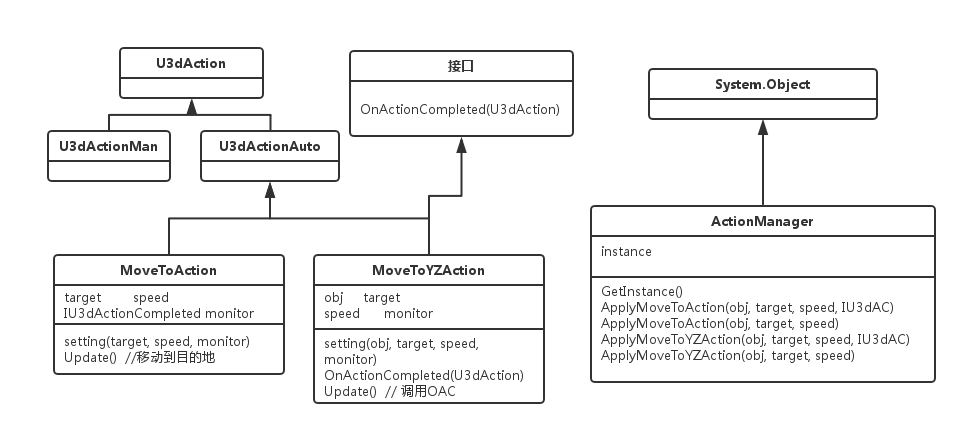 U3dAction
接口
OnActionCompleted(U3dAction)
System.Object
U3dActionMan
U3dActionAuto
MoveToAction
target speed
IU3dActionCompleted monitor
setting(target, speed, monitor)
Update() //移动到目的地
MoveToYZAction
obj target
speed monitor
setting(obj, target, speed,
monitor)
OnActionCompleted(U3dAction)
Update() // 调用OAC
ActionManager
instance
GetInstance()
ApplyMoveToAction(obj, target, speed, IU3dAC)
ApplyMoveToAction(obj, target, speed)
ApplyMoveToYZAction(obj, target, speed, IU3dAC)
ApplyMoveToYZAction(obj, target, speed)